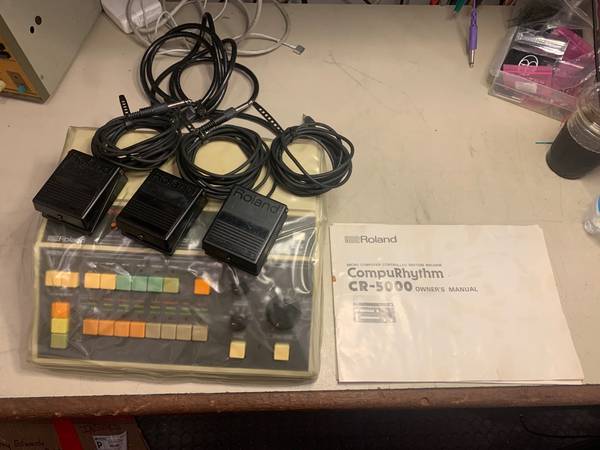 Roland
Roland
Roland
MICRO COMPUTER CONTROLLED RHYTHM MACHINE
CompuRhythm
CR-5000 OWNER'S MANUAL
P